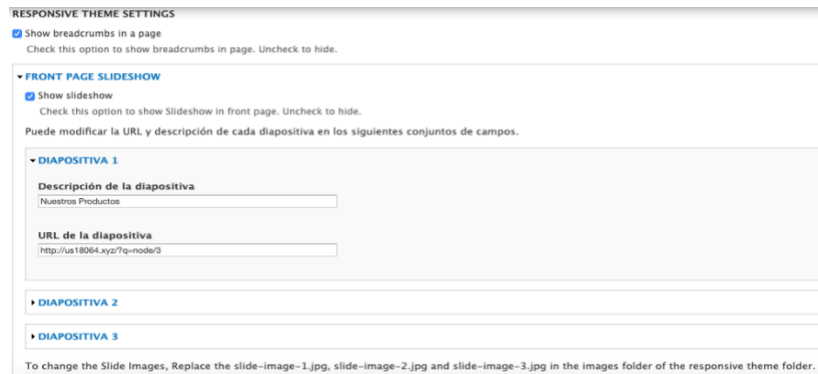 RESPONSIVE THEME SETTINGS
Show breadcrumbs in a page
Check this option to show breadcrumbs in page. Uncheck to hide.
FRONT PAGE SLIDESHOW
Show slideshow
Check this option to show Slideshow in front page. Uncheck to hide.
Puede modificar la URL y descripción de cada diapositiva en los siguientes conjuntos de campos.
DIAPOSITIVA 1
Descripción de la diapositiva
Nuestros Productos
URL de la diapositiva
http://us18064.xyz/?q=node/3
DIAPOSITIVA 2
DIAPOSITIVA 3
To change the Slide Images, Replace the slide-image-1.jpg, slide-image-2.jpg and slide-image-3.jpg in the images folder of the responsive theme folder.